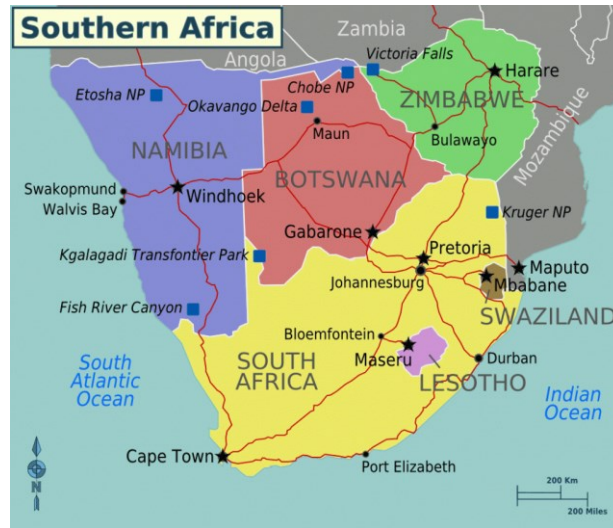 Southern Africa
Zambia
Angola
Victoria Falls
Harare
Chobe NP
Etosha NP
Okavango Delta
ZIMBABWE
Maun
Bulawayo
Mozambique
NAMIBIA
BOTSWANA
Swakopmund
Windhoek
Walvis Bay
Kruger NP
Gabarone
Pretoria
Kgalagadi Transfontier Park
Maputo
Johannesburg
Mbabane
Fish River Canyon
SWAZILAND
Bloemfontein
Maseru
Durban
SOUTH
AFRICA
LESOTHO
South
Atlantic
Ocean
Indian
Ocean
Cape Town
Port Elizabeth
N
200 Km
200 Miles